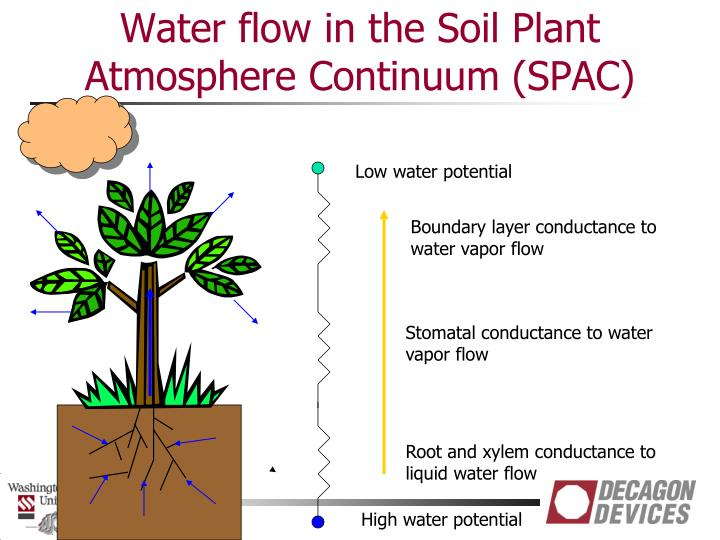 Water flow in the Soil Plant
Atmosphere Continuum (SPAC)
Low water potential
Boundary layer conductance to
water vapor flow
Stomatal conductance to water
vapor flow
Root and xylem conductance to
liquid water flow
High water potential
Washington
Uni
DECAGON
DEVICES